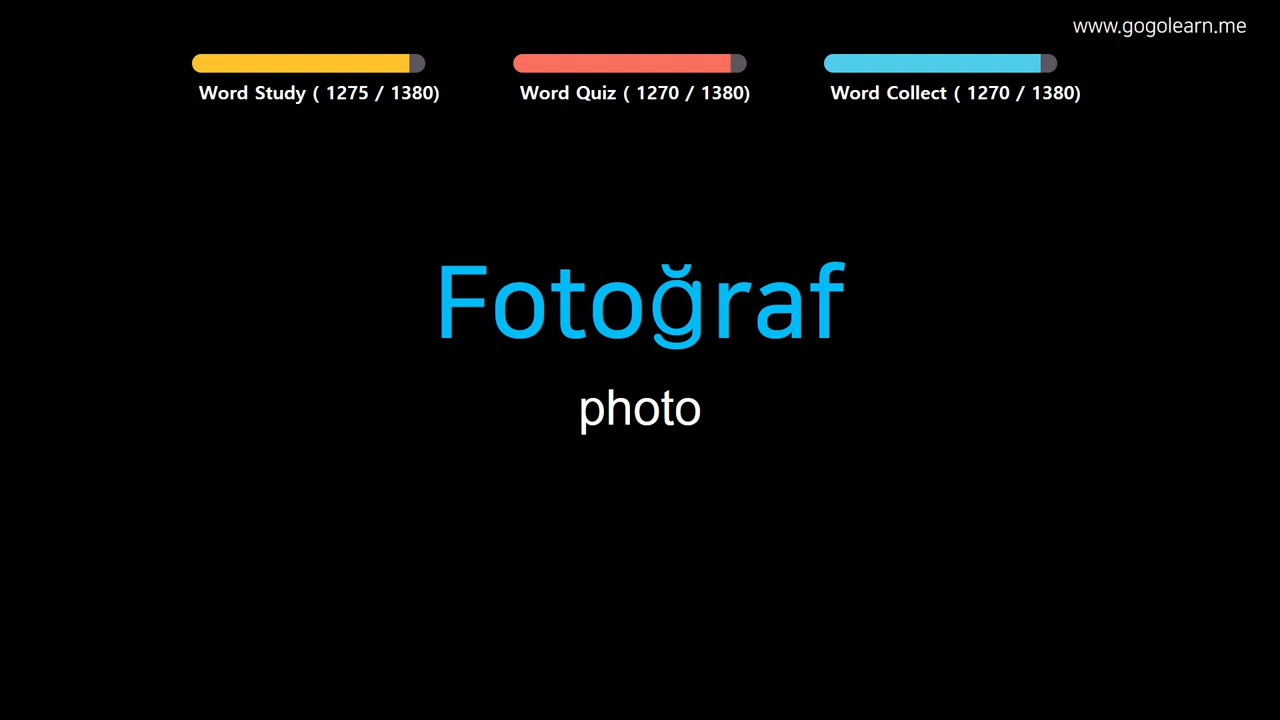 www.gogolearn.me
Word Study ( 1275 / 1380)
Word Quiz ( 1270 / 1380)
Word Collect ( 1270 / 1380)
Fotoğraf
photo